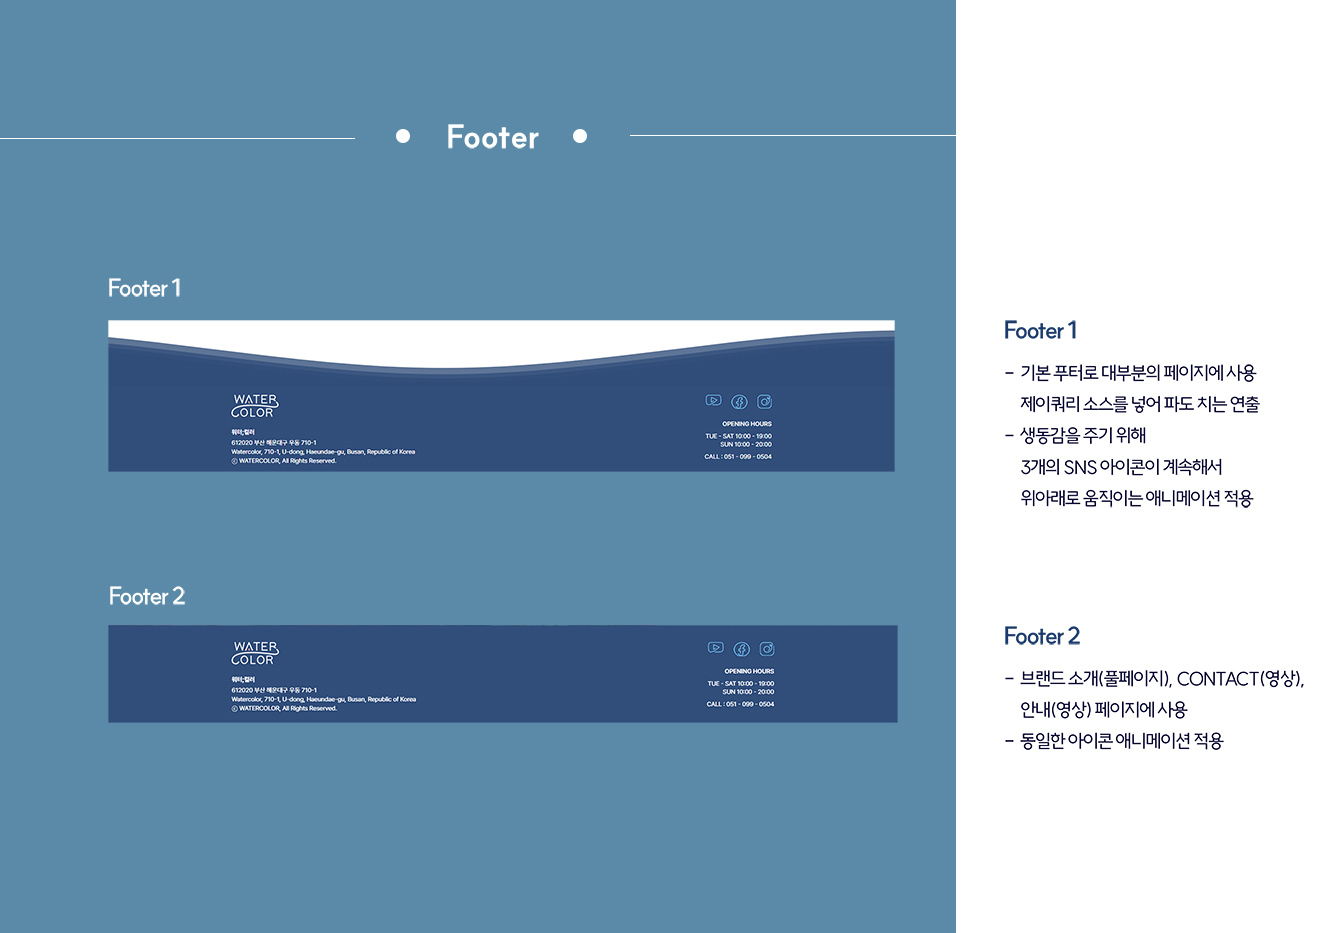 Footer
Footer 1
WATER
COLOR
워터;컬러
612020 부산 해운대구 우동 710-1
Watercolor, 710-1, U-dong, Haeundae-gu, Busan, Republic of Korea
ⓒ WATERCOLOR, All Rights Reserved.
OPENING HOURS
TUE - SAT 10:00 - 19:00
SUN 10:00 - 20:00
CALL : 051 - 099 - 0504
Footer 2
WATER
COLOR
워터;컬러
612020 부산 해운대구 우동 710-1
Watercolor, 710-1, U-dong, Haeundae-gu, Busan, Republic of Korea
ⓒ WATERCOLOR, All Rights Reserved.
OPENING HOURS
TUE - SAT 10:00 - 19:00
SUN 10:00 - 20:00
CALL : 051 - 099 - 0504
Footer 1
- 기본 푸터로 대부분의 페이지에 사용
제이쿼리 소스를 넣어 파도 치는 연출
- 생동감을 주기 위해
3개의 SNS 아이콘이 계속해서
위아래로 움직이는 애니메이션 적용
Footer 2
- 브랜드 소개(풀페이지), CONTACT(영상),
안내(영상) 페이지에 사용
- 동일한 아이콘 애니메이션 적용